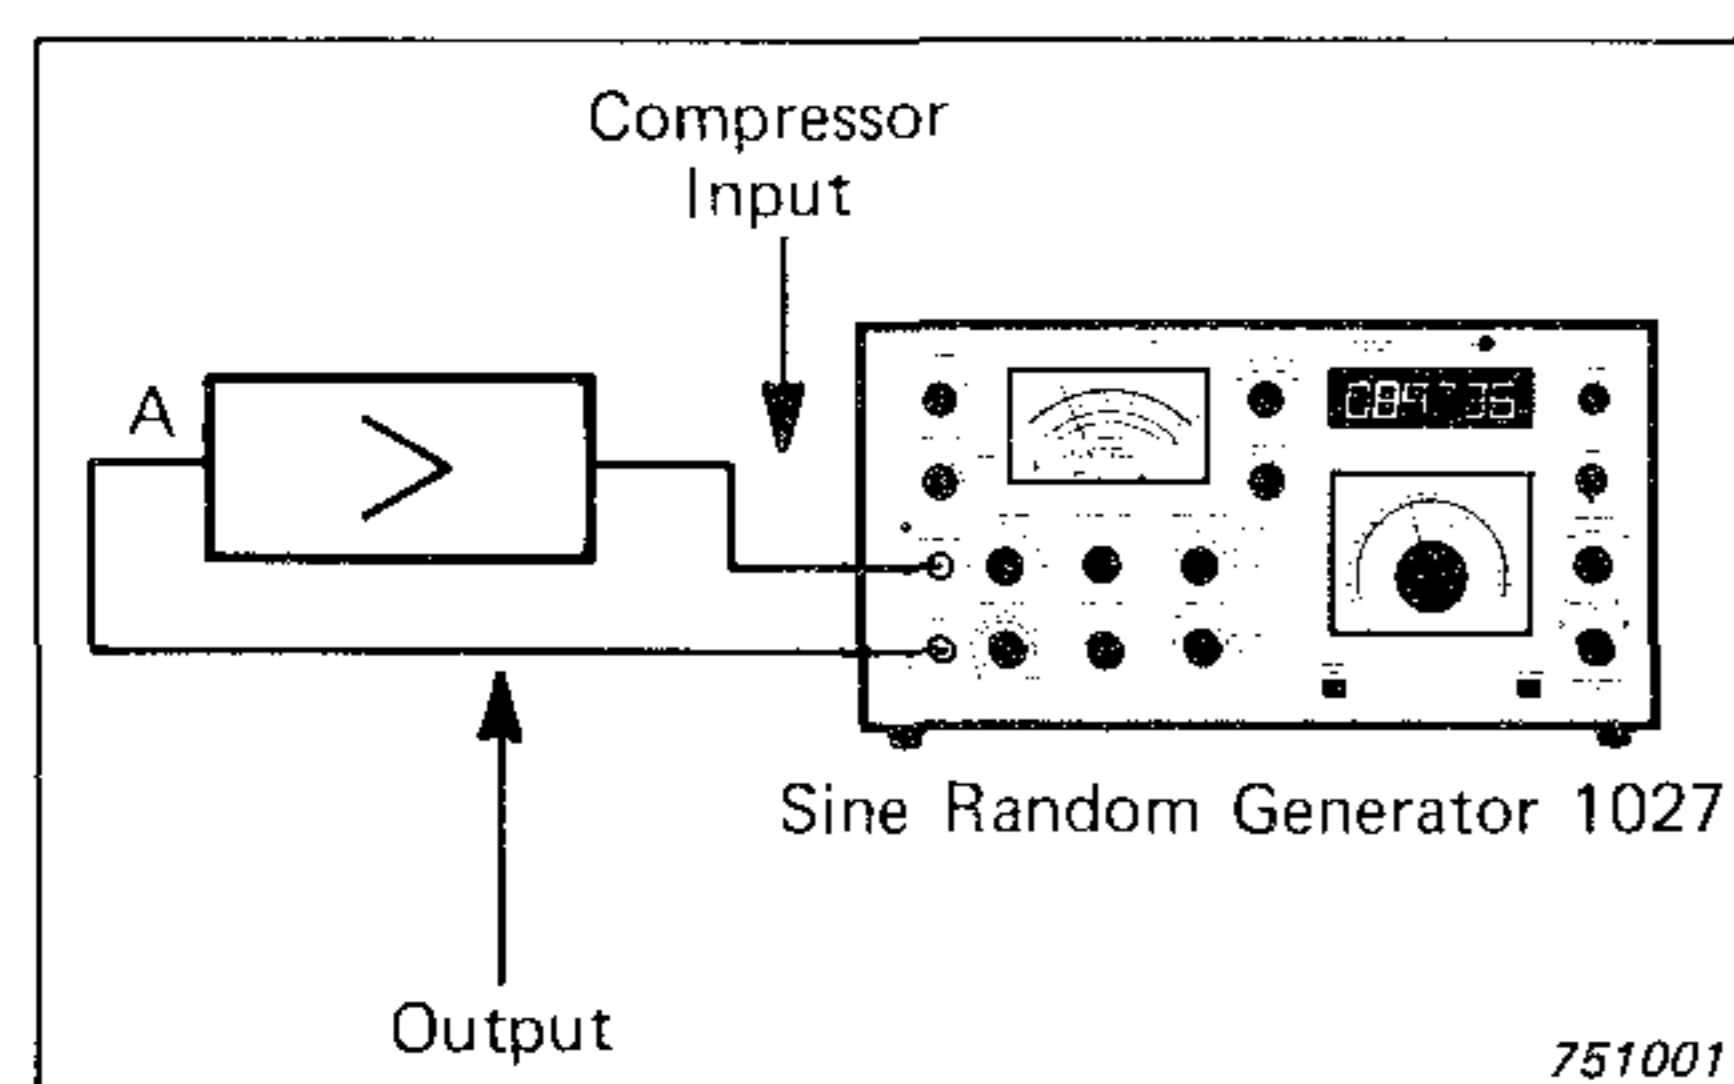 Compressor
Input
A
>
Sine Random Generator 1027
Output
751001